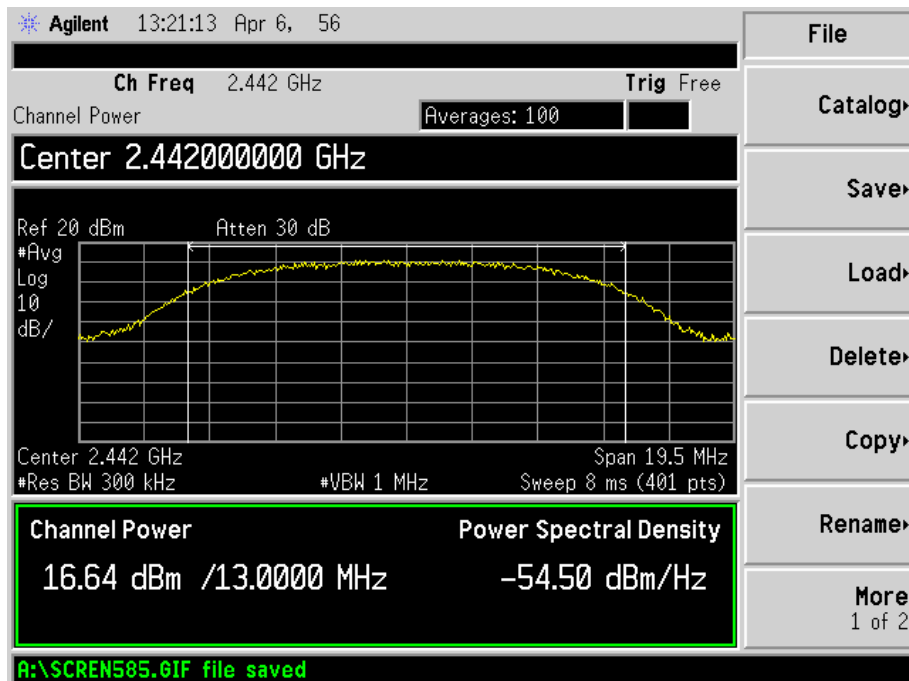 Agilent 13:21:13 Apr 6, 56
File
Ch Freq 2.442 GHz Trig Free
Channel Power Averages: 100
Catalog
Center 2.442000000 GHz
Save
Ref 20 dBm Atten 30 dB
#Avg
Log
10
dB/
Load
Delete
Center 2.442 GHz Span 19.5 MHz
#Res BW 300 kHz #VBW 1 MHz Sweep 8 ms (401 pts)
Copy
Channel Power Power Spectral Density
Rename
16.64 dBm /13.0000 MHz -54.50 dBm/Hz
More
1 of 2
A:\SCREN585.GIF file saved